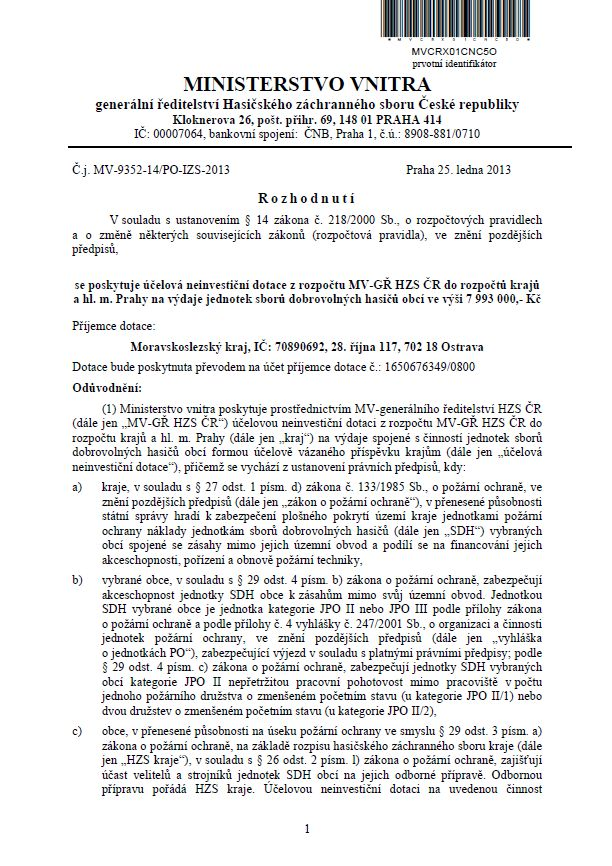 * M V C R X 0 1 C N C 5 O *
MVCRX01CNC5O
prvotní identifikátor
MINISTERSTVO VNITRA
generální ředitelství Hasičského záchranného sboru České republiky
Kloknerova 26, pošt. přihr. 69, 148 01 PRAHA 414
IČ: 00007064, bankovní spojení: ČNB, Praha 1, č.ú.: 8908-881/0710
Č.j. MV-9352-14/PO-IZS-2013 Praha 25. ledna 2013
R o z h o d n u t í
V souladu s ustanovením § 14 zákona č. 218/2000 Sb., o rozpočtových pravidlech
a o změně některých souvisejících zákonů (rozpočtová pravidla), ve znění pozdějších
předpisů,
se poskytuje účelová neinvestiční dotace z rozpočtu MV-GŘ HZS ČR do rozpočtů krajů
a hl. m. Prahy na výdaje jednotek sborů dobrovolných hasičů obcí ve výši 7 993 000,- Kč
Příjemce dotace:
Moravskoslezský kraj, IČ: 70890692, 28. října 117, 702 18 Ostrava
Dotace bude poskytnuta převodem na účet příjemce dotace č.: 1650676349/0800
Odůvodnění:
(1) Ministerstvo vnitra poskytuje prostřednictvím MV-generálního ředitelství HZS ČR
(dále jen „MV-GŘ HZS ČR“) účelovou neinvestiční dotaci z rozpočtu MV-GŘ HZS ČR do
rozpočtu krajů a hl. m. Prahy (dále jen „kraj“) na výdaje spojené s činností jednotek sborů
dobrovolných hasičů obcí formou účelově vázaného příspěvku krajům (dále jen „účelová
neinvestiční dotace“), přičemž se vychází z ustanovení právních předpisů, kdy:
a) kraje, v souladu s § 27 odst. 1 písm. d) zákona č. 133/1985 Sb., o požární ochraně, ve
znění pozdějších předpisů (dále jen „zákon o požární ochraně“), v přenesené působnosti
státní správy hradí k zabezpečení plošného pokrytí území kraje jednotkami požární
ochrany náklady jednotkám sborů dobrovolných hasičů (dále jen „SDH“) vybraných
obcí spojené se zásahy mimo jejich územní obvod a podílí se na financování jejich
akceschopnosti, pořízení a obnově požární techniky,
b) vybrané obce, v souladu s § 29 odst. 4 písm. b) zákona o požární ochraně, zabezpečují
akceschopnost jednotky SDH obce k zásahům mimo svůj územní obvod. Jednotkou
SDH vybrané obce je jednotka kategorie JPO II nebo JPO III podle přílohy zákona
o požární ochraně a podle přílohy č. 4 vyhlášky č. 247/2001 Sb., o organizaci a činnosti
jednotek požární ochrany, ve znění pozdějších předpisů (dále jen „vyhláška
o jednotkách PO“), zabezpečující výjezd v souladu s platnými právními předpisy; podle
§ 29 odst. 4 písm. c) zákona o požární ochraně, zabezpečují jednotky SDH vybraných
obcí kategorie JPO II nepřetržitou pracovní pohotovost mimo pracoviště v počtu
jednoho požárního družstva o zmenšeném početním stavu (u kategorie JPO II/1) nebo
dvou družstev o zmenšeném početním stavu (u kategorie JPO II/2),
c) obce, v přenesené působnosti na úseku požární ochrany ve smyslu § 29 odst. 3 písm. a)
zákona o požární ochraně, na základě rozpisu hasičského záchranného sboru kraje (dále
jen „HZS kraje“), v souladu s § 26 odst. 2 písm. l) zákona o požární ochraně, zajišťují
účast velitelů a strojníků jednotek SDH obcí na jejich odborné přípravě. Odbornou
přípravu pořádá HZS kraje. Účelovou neinvestiční dotaci na uvedenou činnost
1